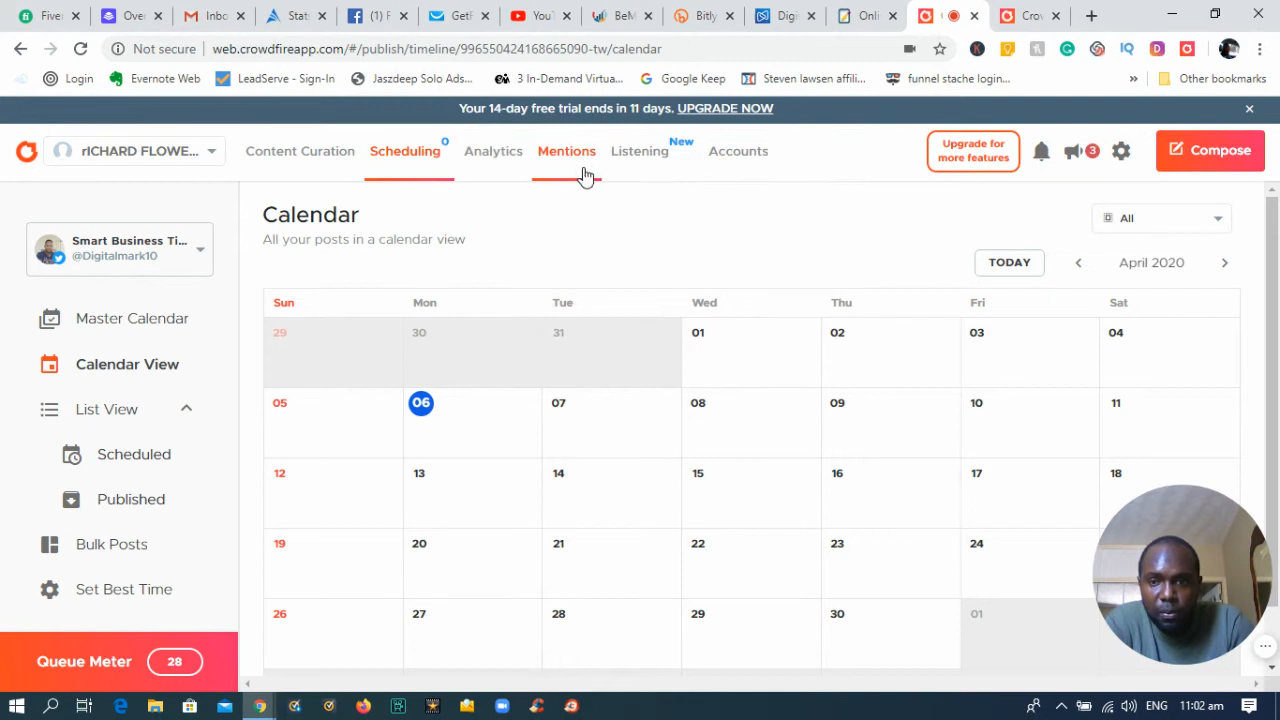 Fives
Over
Inbo
Stats
(1) F
GetF
YouT
BeM
Bitly
Dig
Onli
Crow
Not secure
web.crowdfireapp.com/#/publish/timeline/996550424168665090-tw/calendar
Login
Evernote Web
LeadServe - Sign-In
Jaszdeep Solo Ads...
3 In-Demand Virtua...
Google Keep
Steven lawsen affili...
funnel stache login...
»
Other bookmarks
Your 14-day free trial ends in 11 days. UPGRADE NOW
rICHARD FLOWE...
Content Curation
Scheduling 0
Analytics
Mentions
Listening New
Accounts
Upgrade for
more features
3
Compose
Smart Business Ti...
@Digitalmark10
Master Calendar
Calendar View
List View
Scheduled
Published
Bulk Posts
Set Best Time
Queue Meter 28
Calendar
All your posts in a calendar view
All
TODAY
April 2020
Sun Mon Tue Wed Thu Fri Sat
29 30 31 01 02 03 04
05 06 07 08 09 10 11
12 13 14 15 16 17 18
19 20 21 22 23 24
26 27 28 29 30 01
ENG
11:02 am